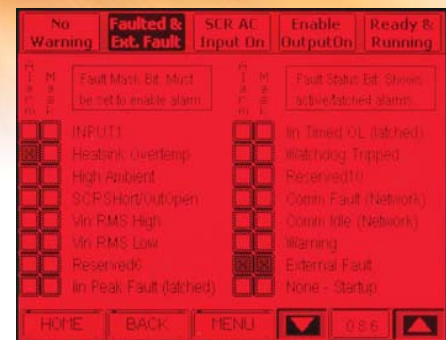 No Warning
Faulted & Ext. Fault
SCR AC Input On
Enable OutputOn
Ready & Running
Alarm
Mask
Fault Mask Bit: Must
be set to enable alarm
Alarm
Mask
Fault Status Bit: Shows
active/latched alarms.
INPUT1
Heatsink Overtemp
High Ambient
SCRSHort/OutOpen
Vin RMS High
Vin RMS Low
Reserved6
Iin Peak Fault (latched)
Iin Timed OL (latched)
Watchdog Tripped
Reserved10
Comm Fault (Network)
Comm Idle (Network)
Warning
External Fault
None - Startup
HOME
BACK
MENU
086